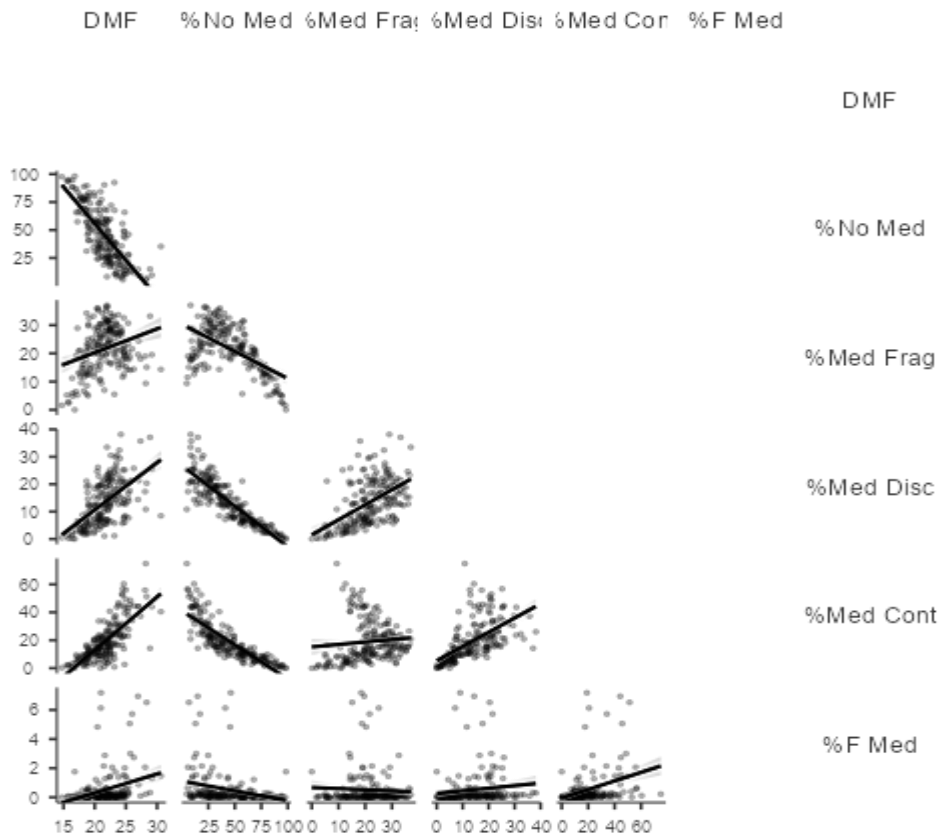 DMF %No Med %Med Frag %Med Disc %Med Con %F Med
DMF
100
75
50
25
%No Med
30
20
10
0
%Med Frag
40
30
20
10
0
%Med Disc
60
40
20
0
%Med Cont
6
4
2
0
%F Med
15 20 25 30 25 50 75 100 0 10 20 30 0 10 20 30 40 0 20 40 60